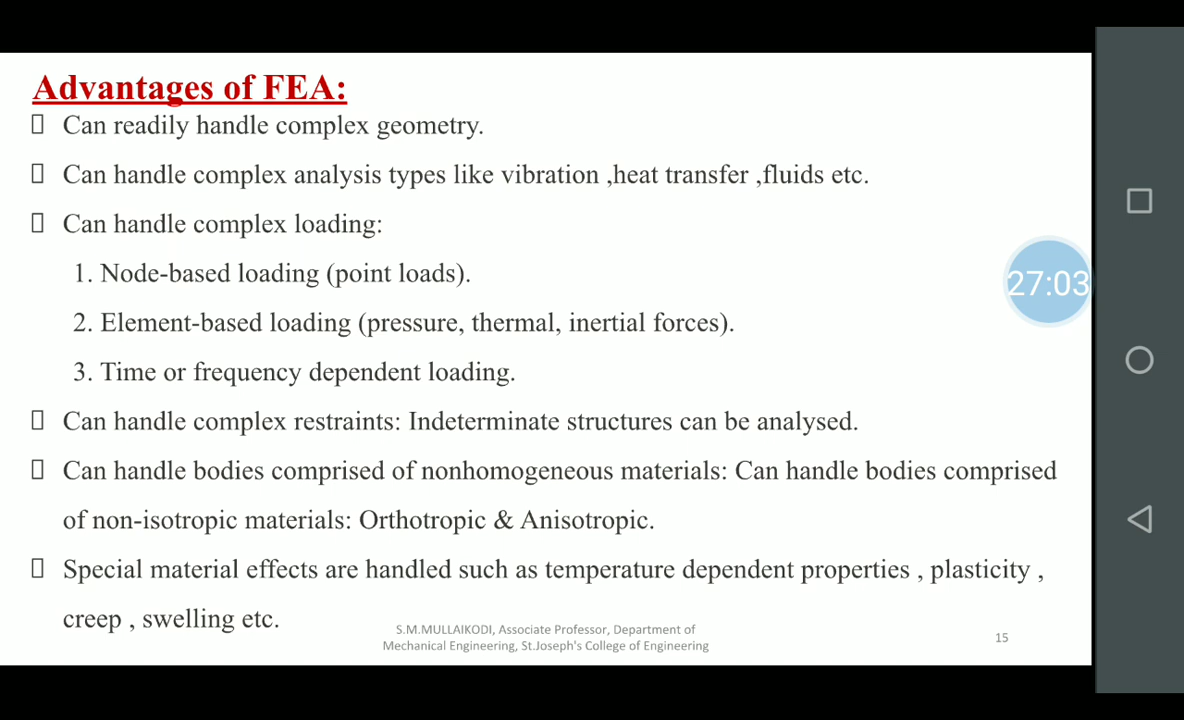 Advantages of FEA:
Can readily handle complex geometry.
Can handle complex analysis types like vibration ,heat transfer ,fluids etc.
Can handle complex loading:
1. Node-based loading (point loads).
2. Element-based loading (pressure, thermal, inertial forces).
3. Time or frequency dependent loading.
Can handle complex restraints: Indeterminate structures can be analysed.
Can handle bodies comprised of nonhomogeneous materials: Can handle bodies comprised
of non-isotropic materials: Orthotropic & Anisotropic.
Special material effects are handled such as temperature dependent properties , plasticity ,
creep , swelling etc.
S.M.MULLAIKODI, Associate Professor, Department of
Mechanical Engineering, St.Joseph's College of Engineering
15
27:03